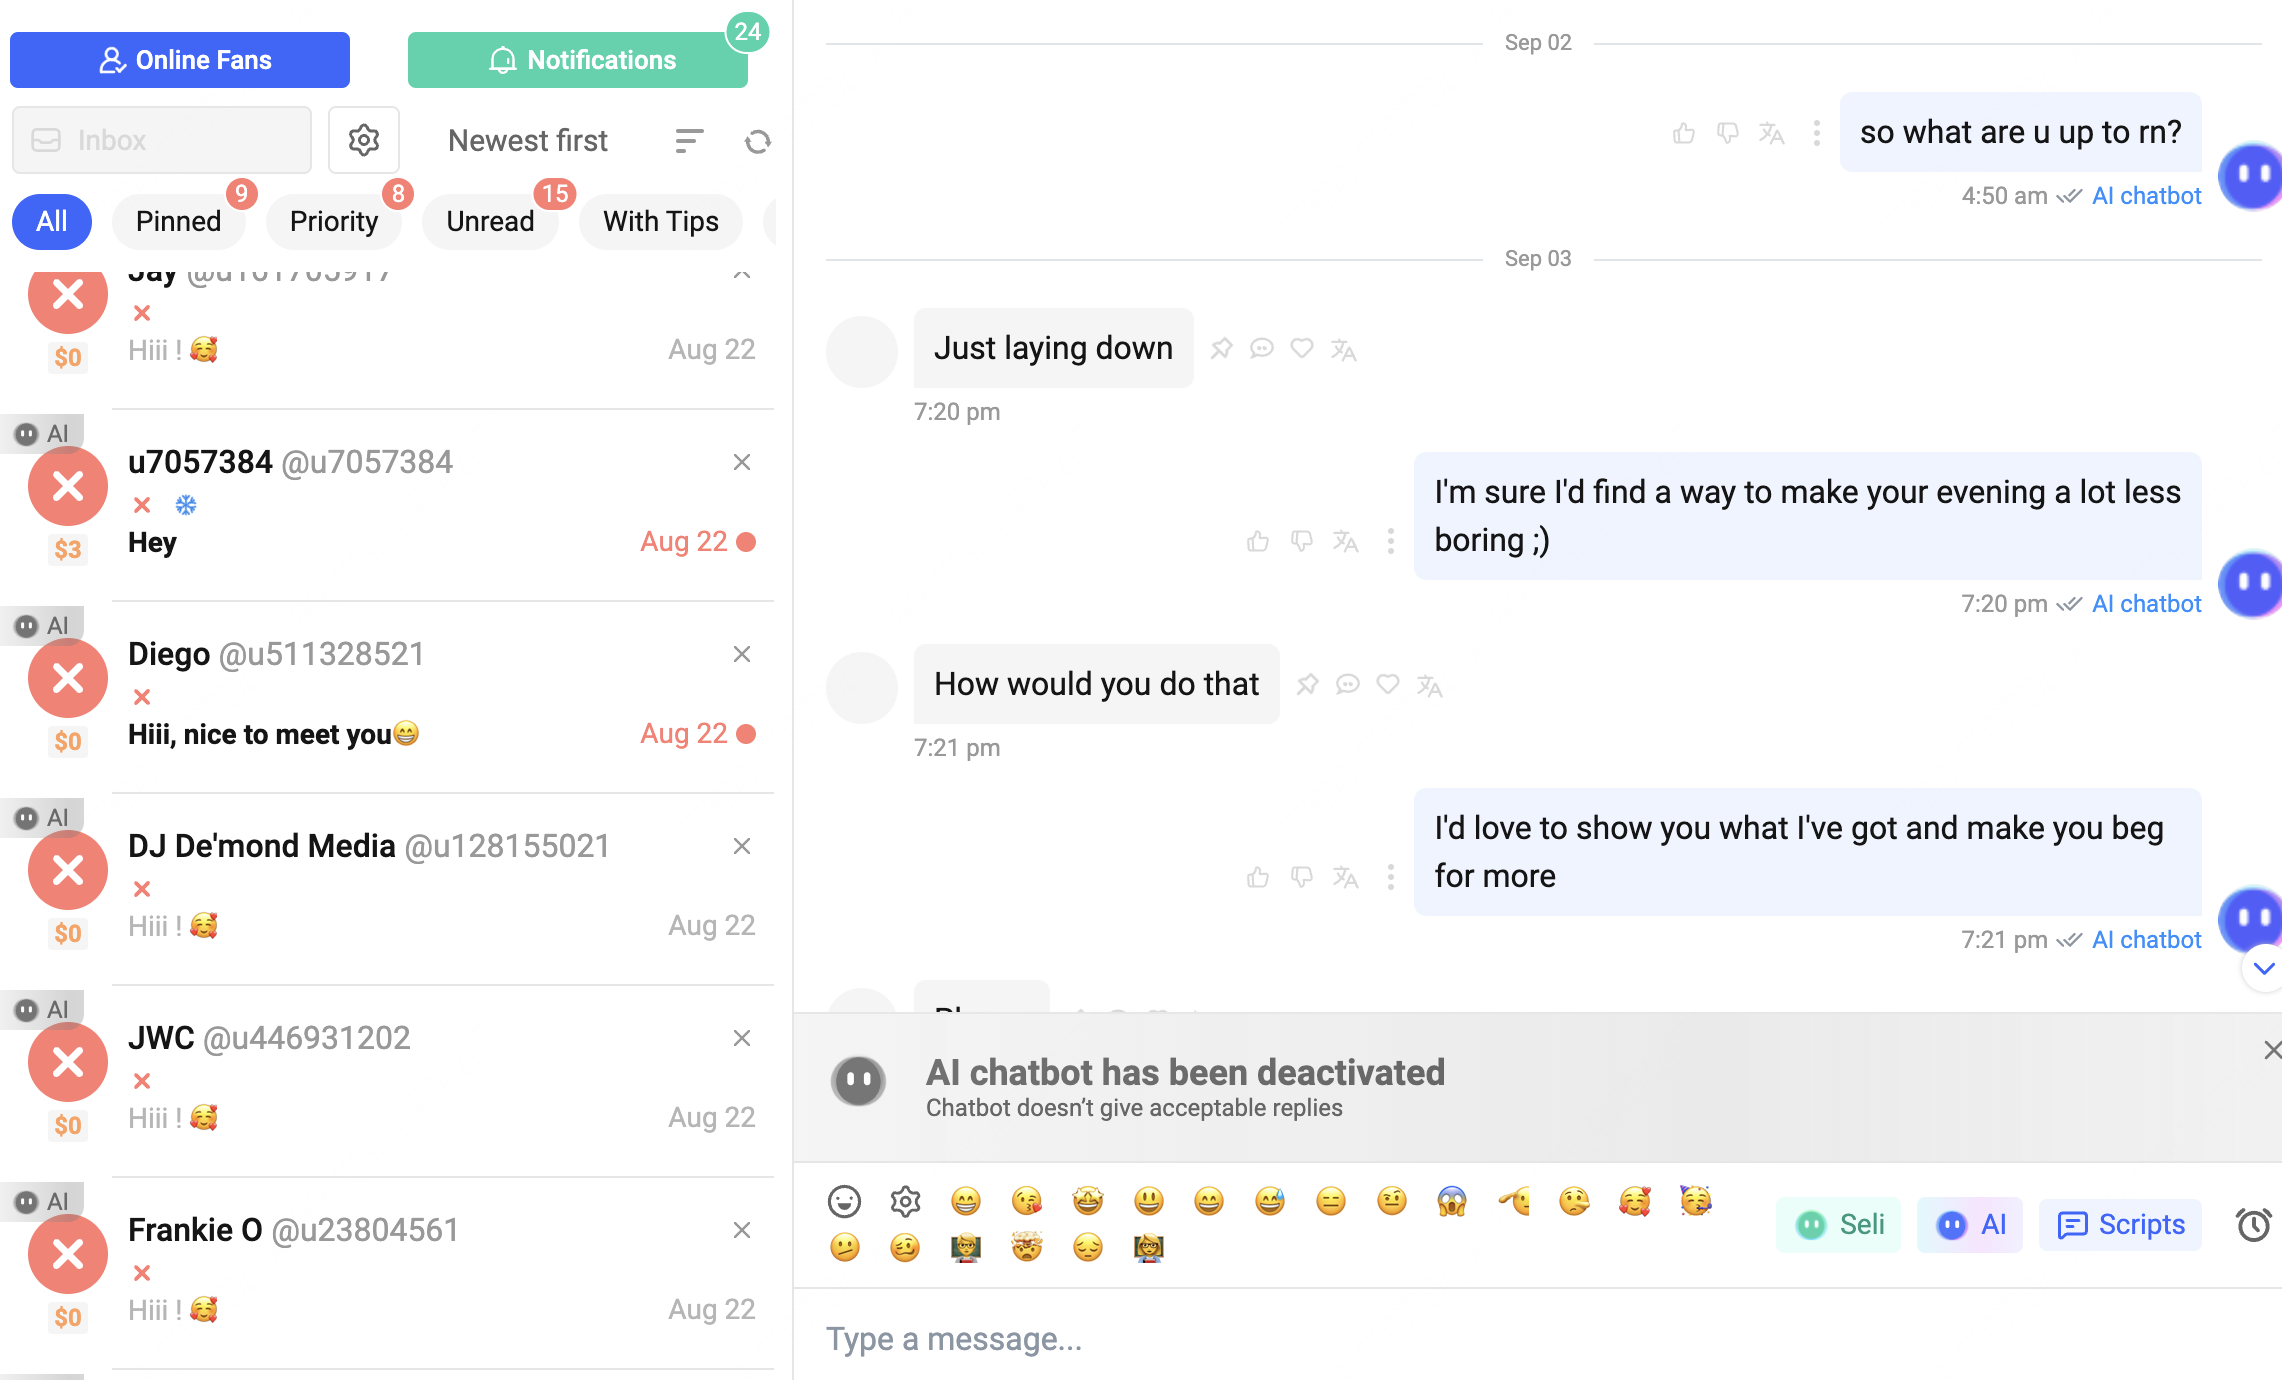 Online Fans
Notifications
24
Inbox
Newest first
All
Pinned
9
Priority
8
Unread
15
With Tips
Jay @u101705917
$0
Hiii ! 🥰
Aug 22
AI
u7057384 @u7057384
$3
Hey
Aug 22
AI
Diego @u511328521
$0
Hiii, nice to meet you😁
Aug 22
AI
DJ De'mond Media @u128155021
$0
Hiii ! 🥰
Aug 22
AI
JWC @u446931202
$0
Hiii ! 🥰
Aug 22
AI
Frankie O @u23804561
$0
Hiii ! 🥰
Aug 22
Sep 02
so what are u up to rn?
4:50 am AI chatbot
Sep 03
Just laying down
7:20 pm
I'm sure I'd find a way to make your evening a lot less
boring ;)
7:20 pm AI chatbot
How would you do that
7:21 pm
I'd love to show you what I've got and make you beg
for more
7:21 pm AI chatbot
AI chatbot has been deactivated
Chatbot doesn’t give acceptable replies
Seli
AI
Scripts
Type a message...